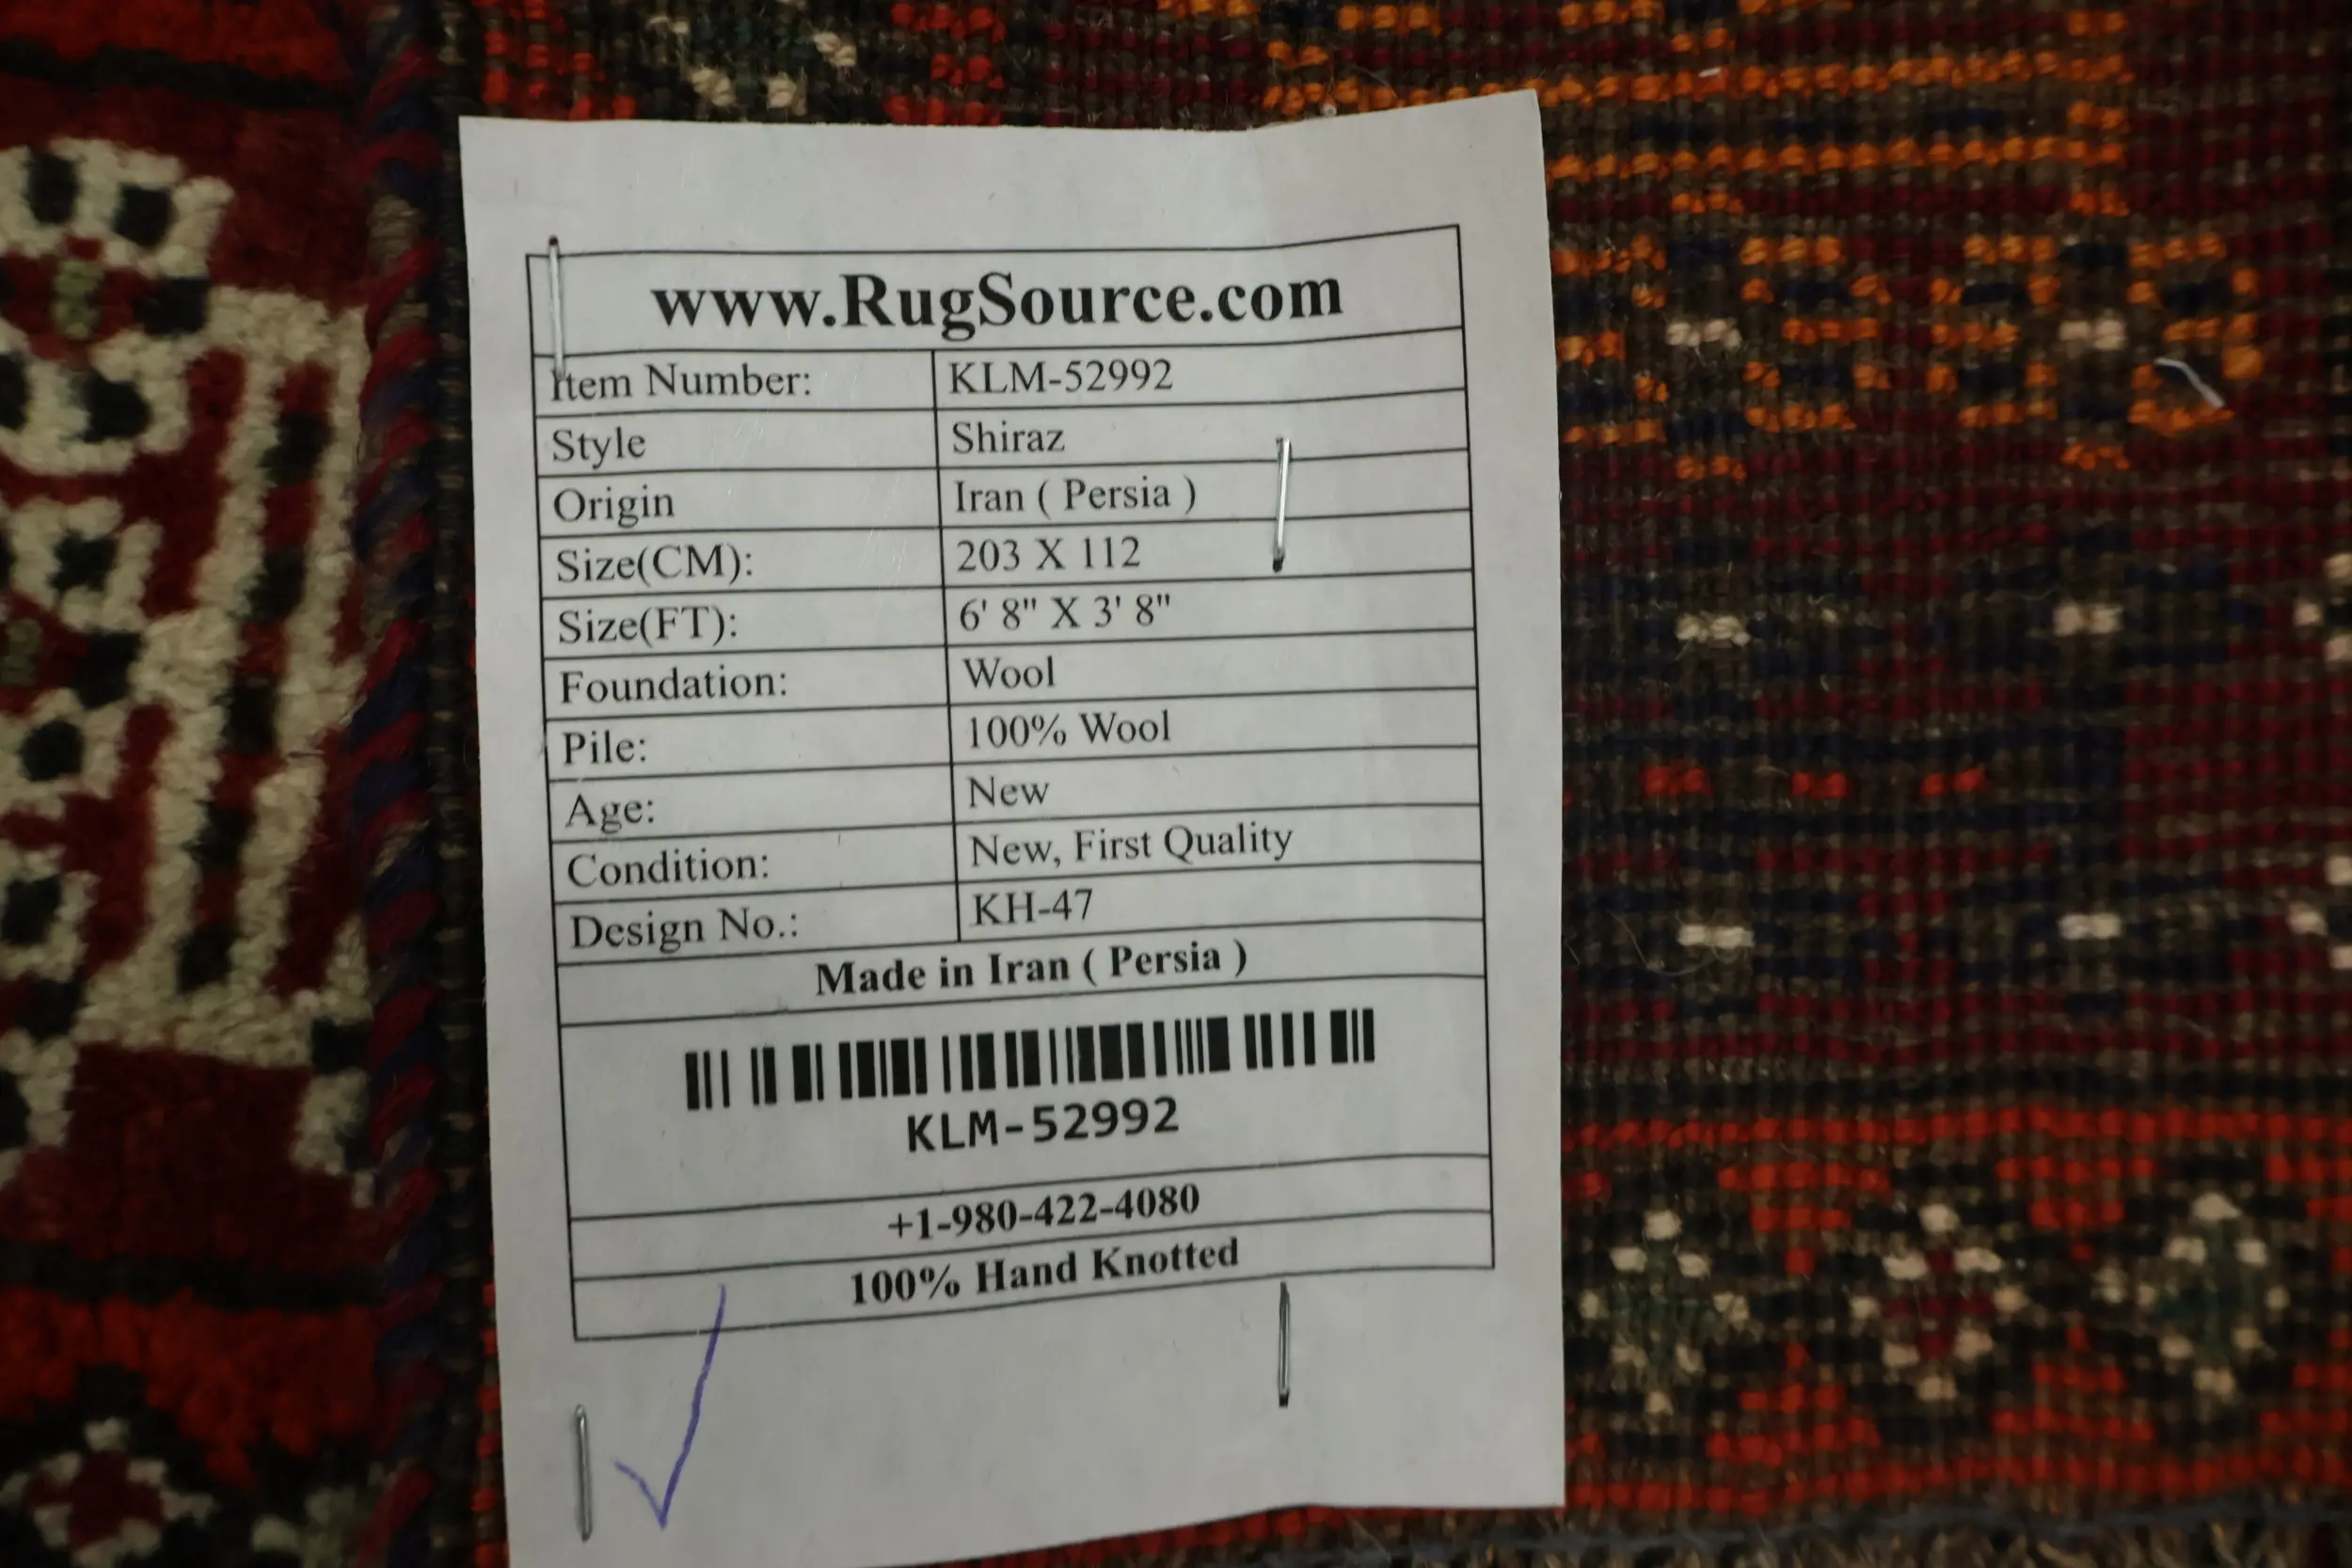 www.RugSource.com
Item Number: KLM-52992
Style Shiraz
Origin Iran ( Persia )
Size(CM): 203 X 112
Size(FT): 6' 8" X 3' 8"
Foundation: Wool
Pile: 100% Wool
Age: New
Condition: New, First Quality
Design No.: KH-47
Made in Iran ( Persia )
KLM-52992
+1-980-422-4080
100% Hand Knotted